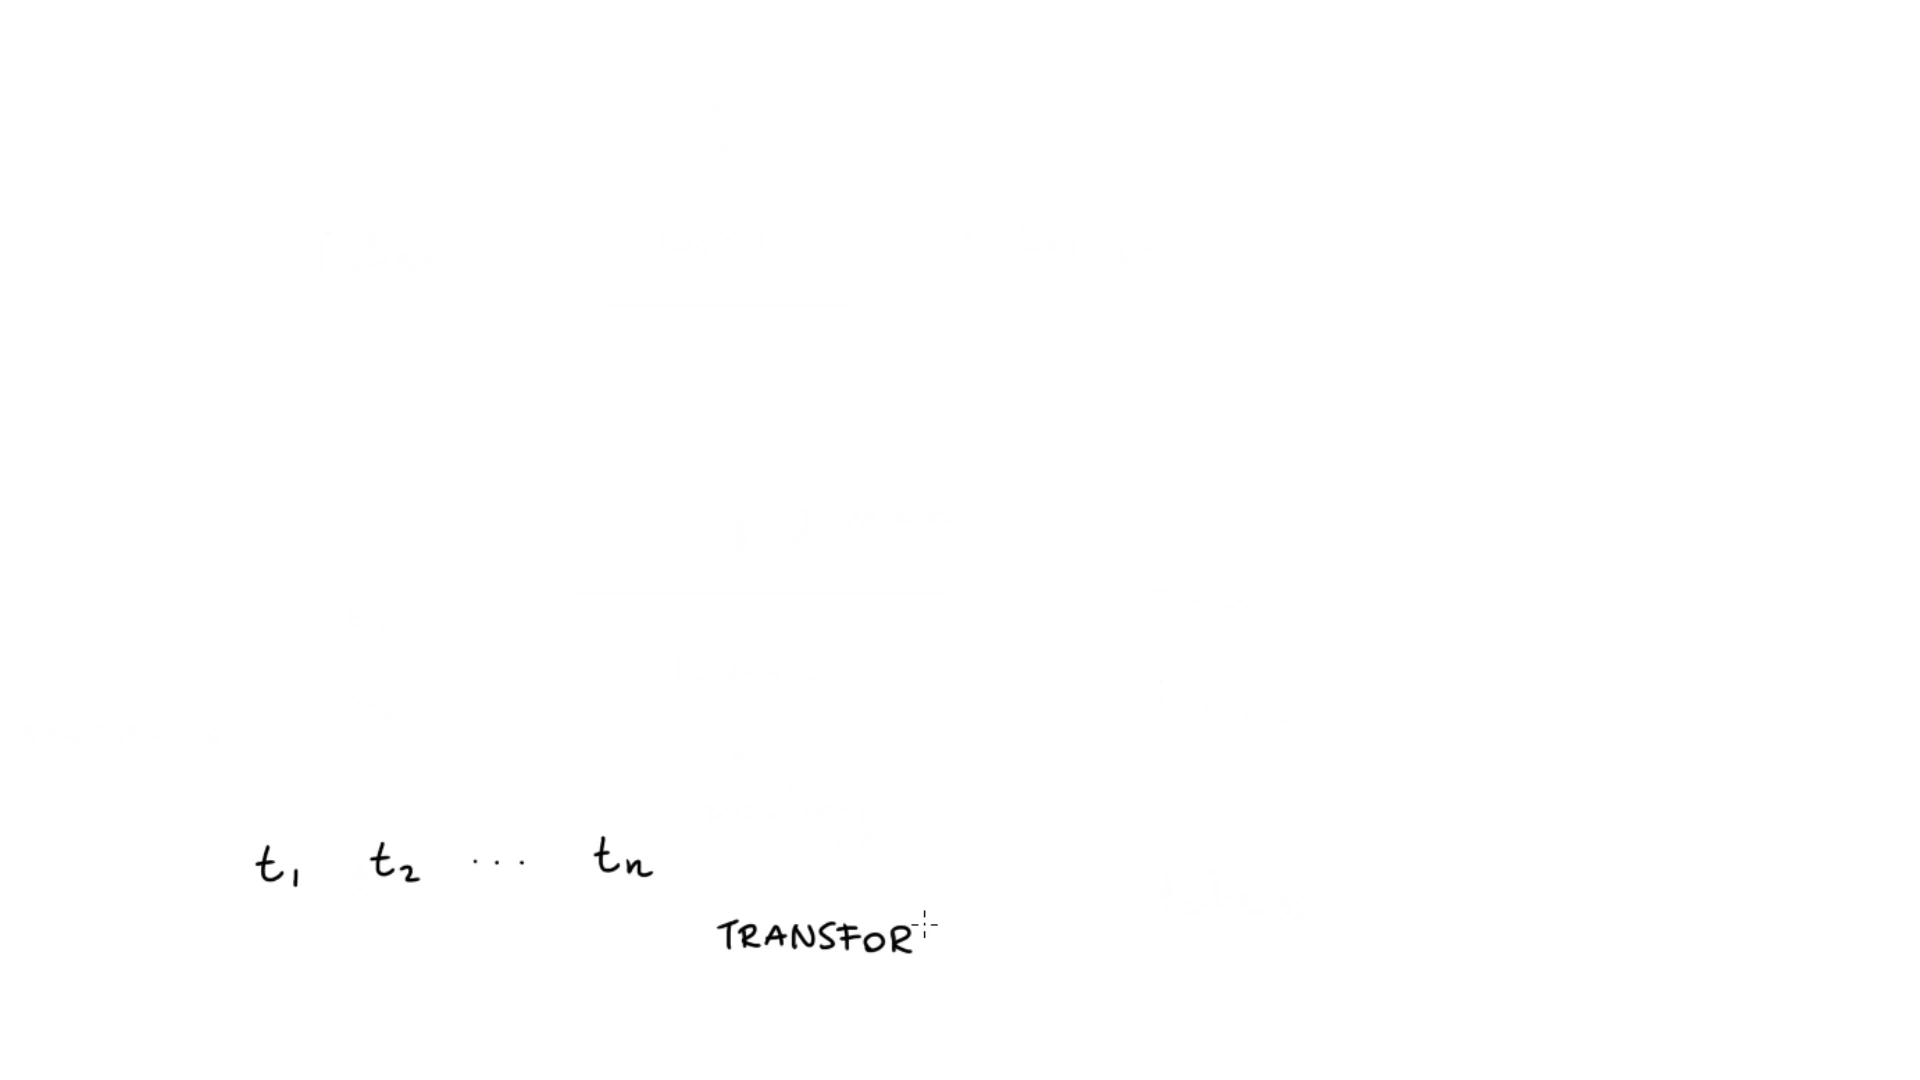 t₁ t₂ ... tₙ
TRANSFOR